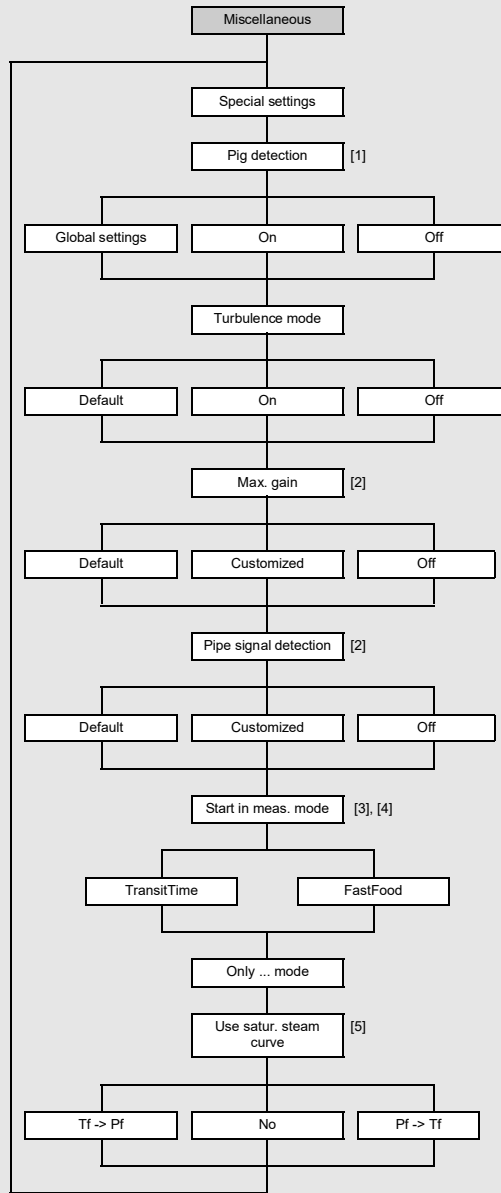 Miscellaneous
Special settings
Pig detection [1]
Global settings On Off
Turbulence mode
Default On Off
Max. gain [2]
Default Customized Off
Pipe signal detection [2]
Default Customized Off
Start in meas. mode [3], [4]
TransitTime FastFood
Only ... mode
Use satur. steam [5]
curve
Tf -> Pf No Pf -> Tf